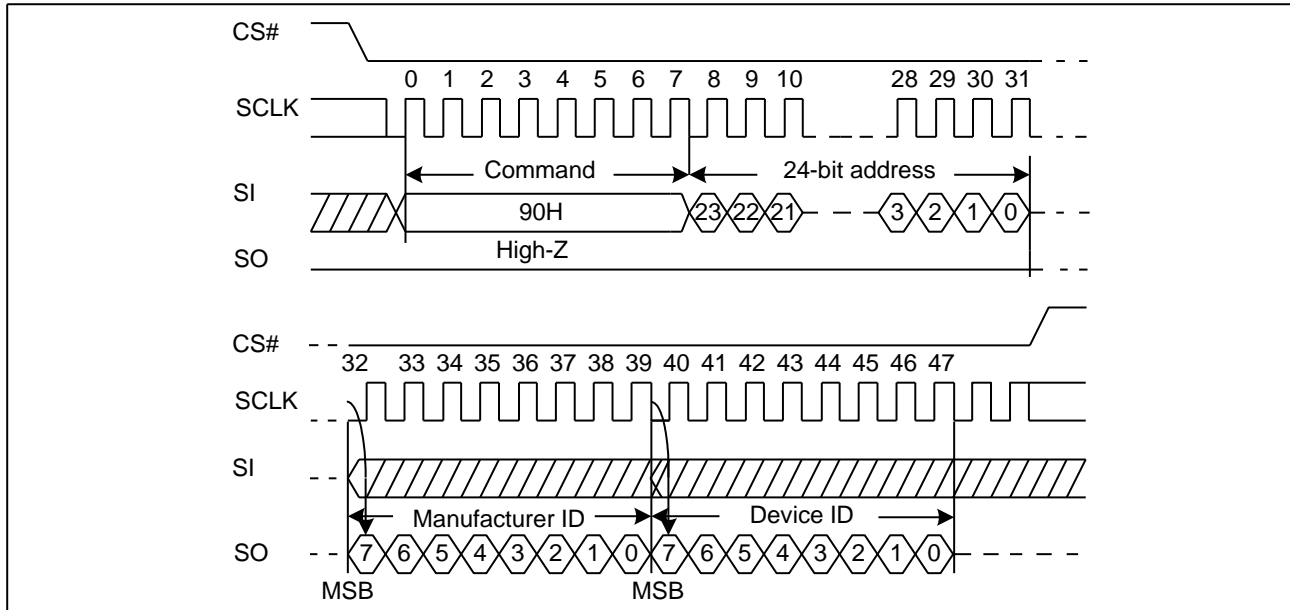 CS#
0 1 2 3 4 5 6 7 8 9 10 28 29 30 31
SCLK
Command 24-bit address
SI
90H 23 22 21 3 2 1 0
High-Z
SO
CS#
32 33 34 35 36 37 38 39 40 41 42 43 44 45 46 47
SCLK
SI
Manufacturer ID Device ID
SO 7 6 5 4 3 2 1 0 7 6 5 4 3 2 1 0
MSB MSB